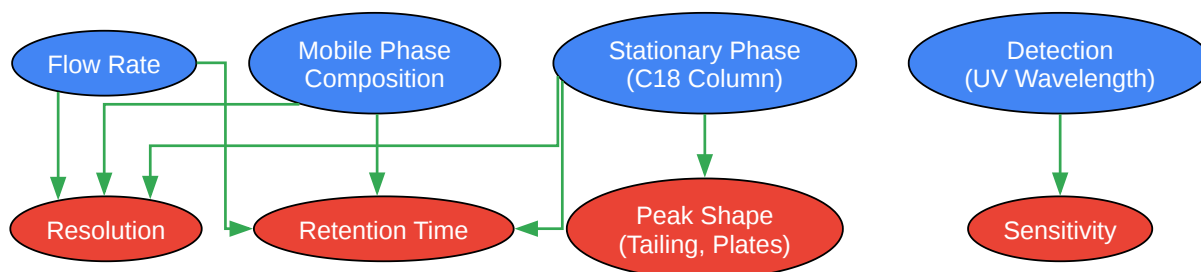 Flow Rate
Mobile Phase
Composition
Stationary Phase
(C18 Column)
Detection
(UV Wavelength)
Resolution
Retention Time
Peak Shape
(Tailing, Plates)
Sensitivity